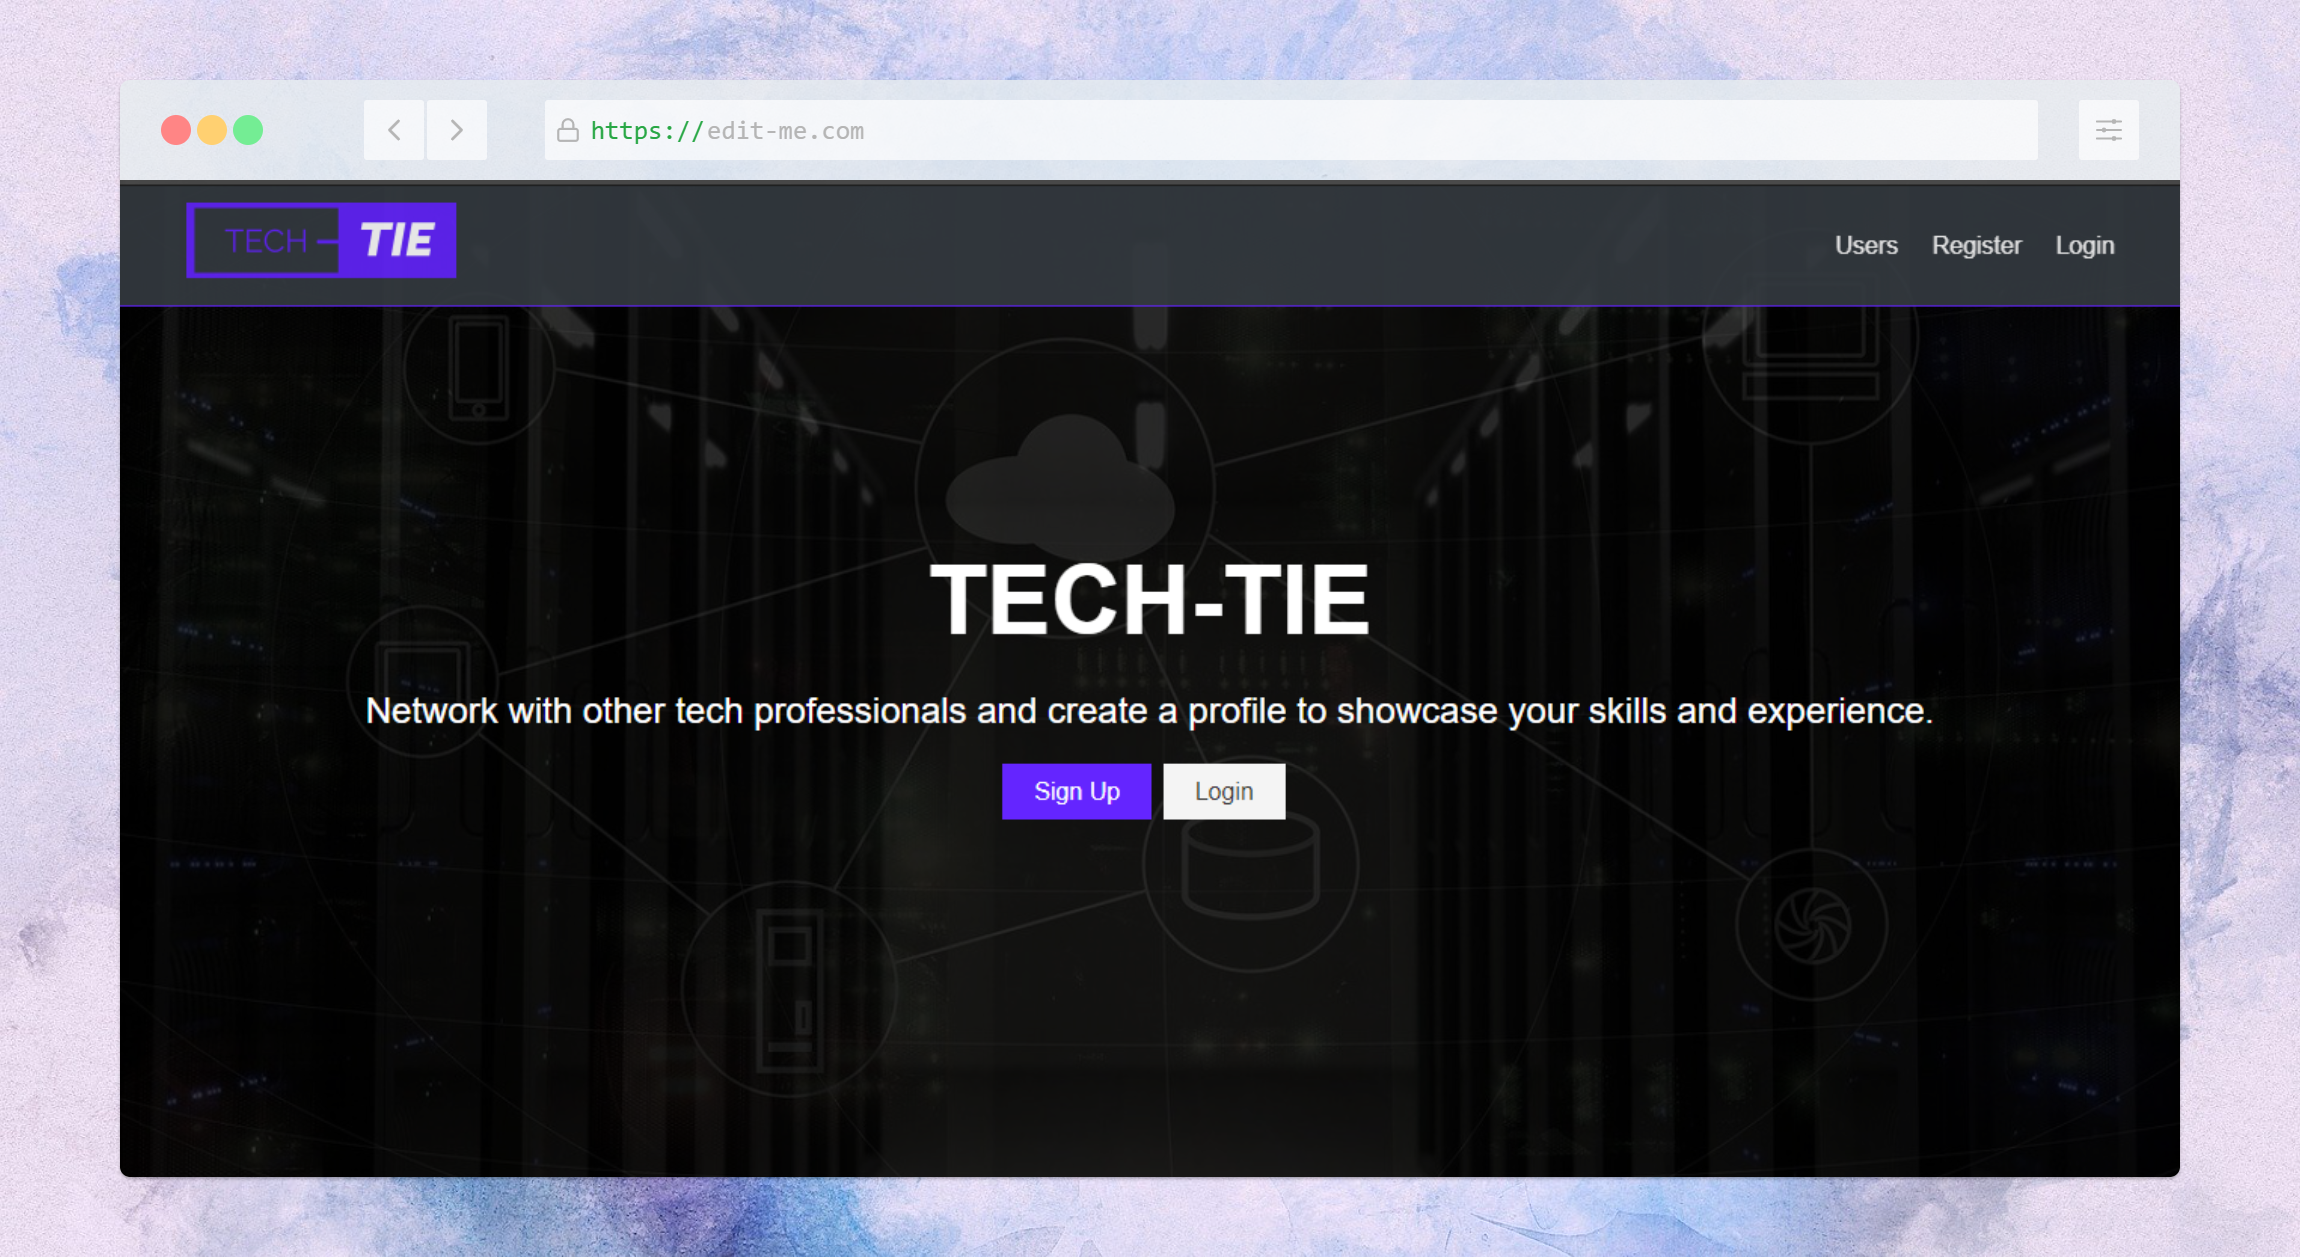 https://edit-me.com
TECH-TIE
Users Register Login
TECH-TIE
Network with other tech professionals and create a profile to showcase your skills and experience.
Sign Up Login